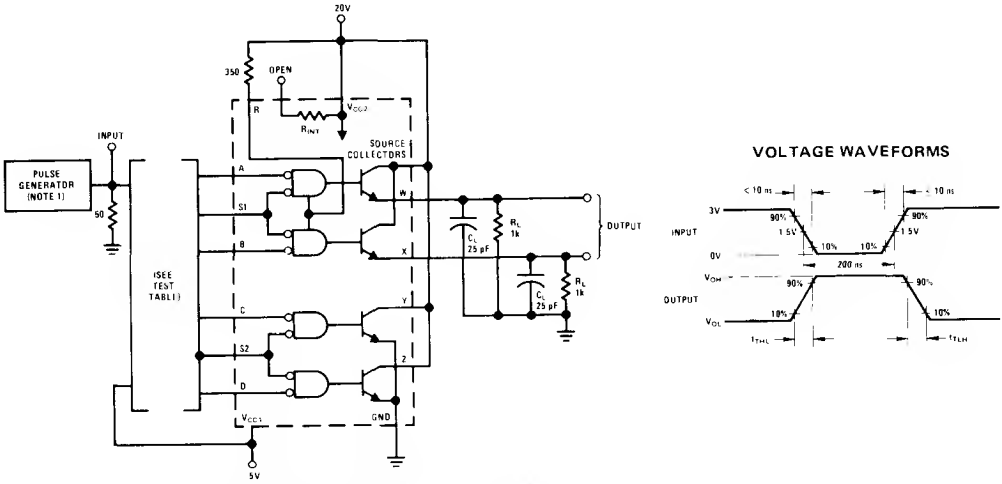 20V
350
OPEN
R
VCC2
RINT
SOURCE
COLLECTORS
INPUT
PULSE
GENERATOR
(NOTE 1)
50
A
W
S1
B
X
CL
25 pF
RL
1k
CL
25 pF
RL
1k
OUTPUT
(SEE
TEST
TABLE)
C
Y
S2
D
Z
VCC1
GND
5V
VOLTAGE WAVEFORMS
< 10 ns
≤ 10 ns
3V
90%
90%
INPUT
1.5V
1.5V
10%
10%
0V
200 ns
VOH
90%
90%
OUTPUT
10%
10%
VOL
tTHL
tTLH